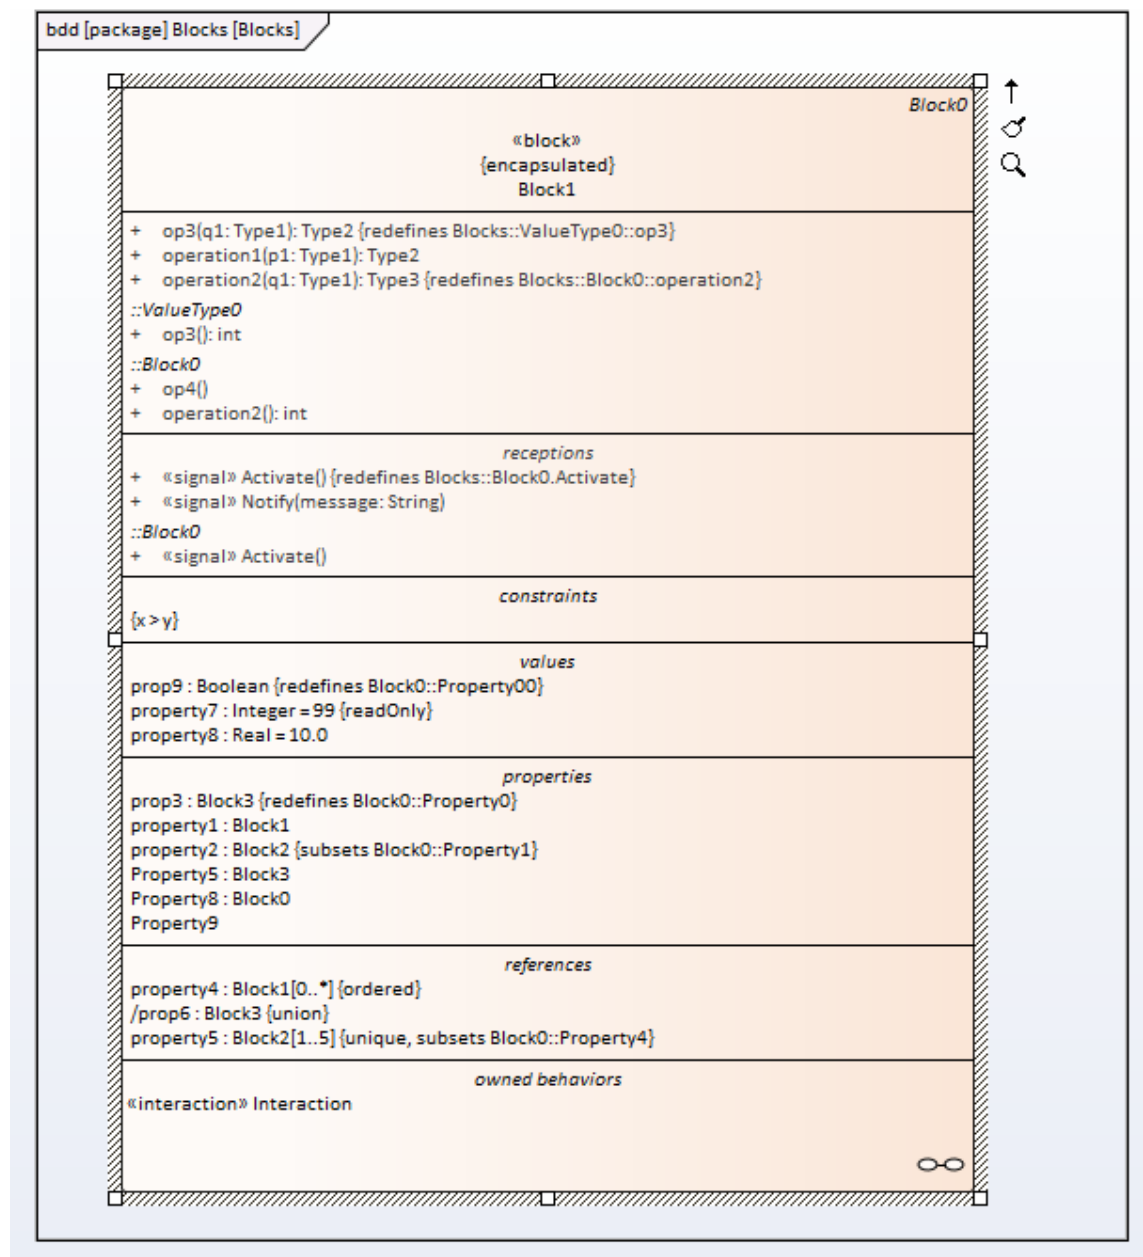 bdd [package] Blocks [Blocks]
Block0
«block»
{encapsulated}
Block1
+ op3(q1: Type1): Type2 {redefines Blocks::ValueType0::op3}
+ operation1(p1: Type1): Type2
+ operation2(q1: Type1): Type3 {redefines Blocks::Block0::operation2}
::ValueType0
+ op3(): int
::Block0
+ op4()
+ operation2(): int
receptions
+ «signal» Activate() {redefines Blocks::Block0.Activate}
+ «signal» Notify(message: String)
::Block0
+ «signal» Activate()
constraints
{x > y}
values
prop9 : Boolean {redefines Block0::Property00}
property7 : Integer = 99 {readOnly}
property8 : Real = 10.0
properties
prop3 : Block3 {redefines Block0::Property0}
property1 : Block1
property2 : Block2 {subsets Block0::Property1}
Property5 : Block3
Property8 : Block0
Property9
references
property4 : Block1[0..*] {ordered}
/prop6 : Block3 {union}
property5 : Block2[1..5] {unique, subsets Block0::Property4}
owned behaviors
«interaction» Interaction